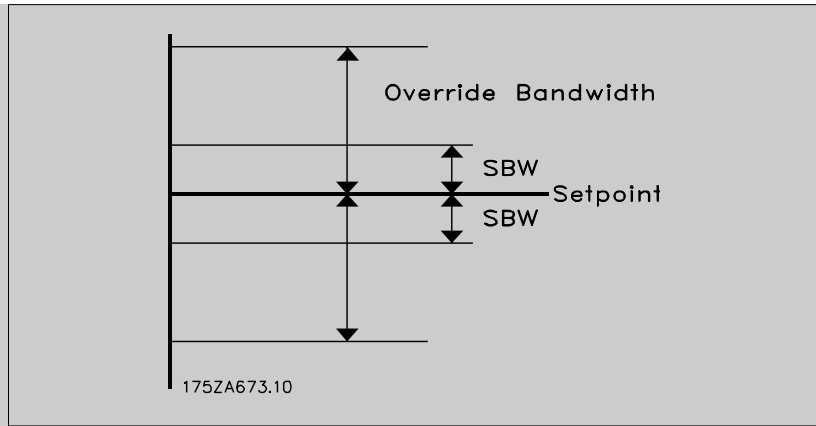 Override Bandwidth
SBW
Setpoint
SBW
175ZA673.10